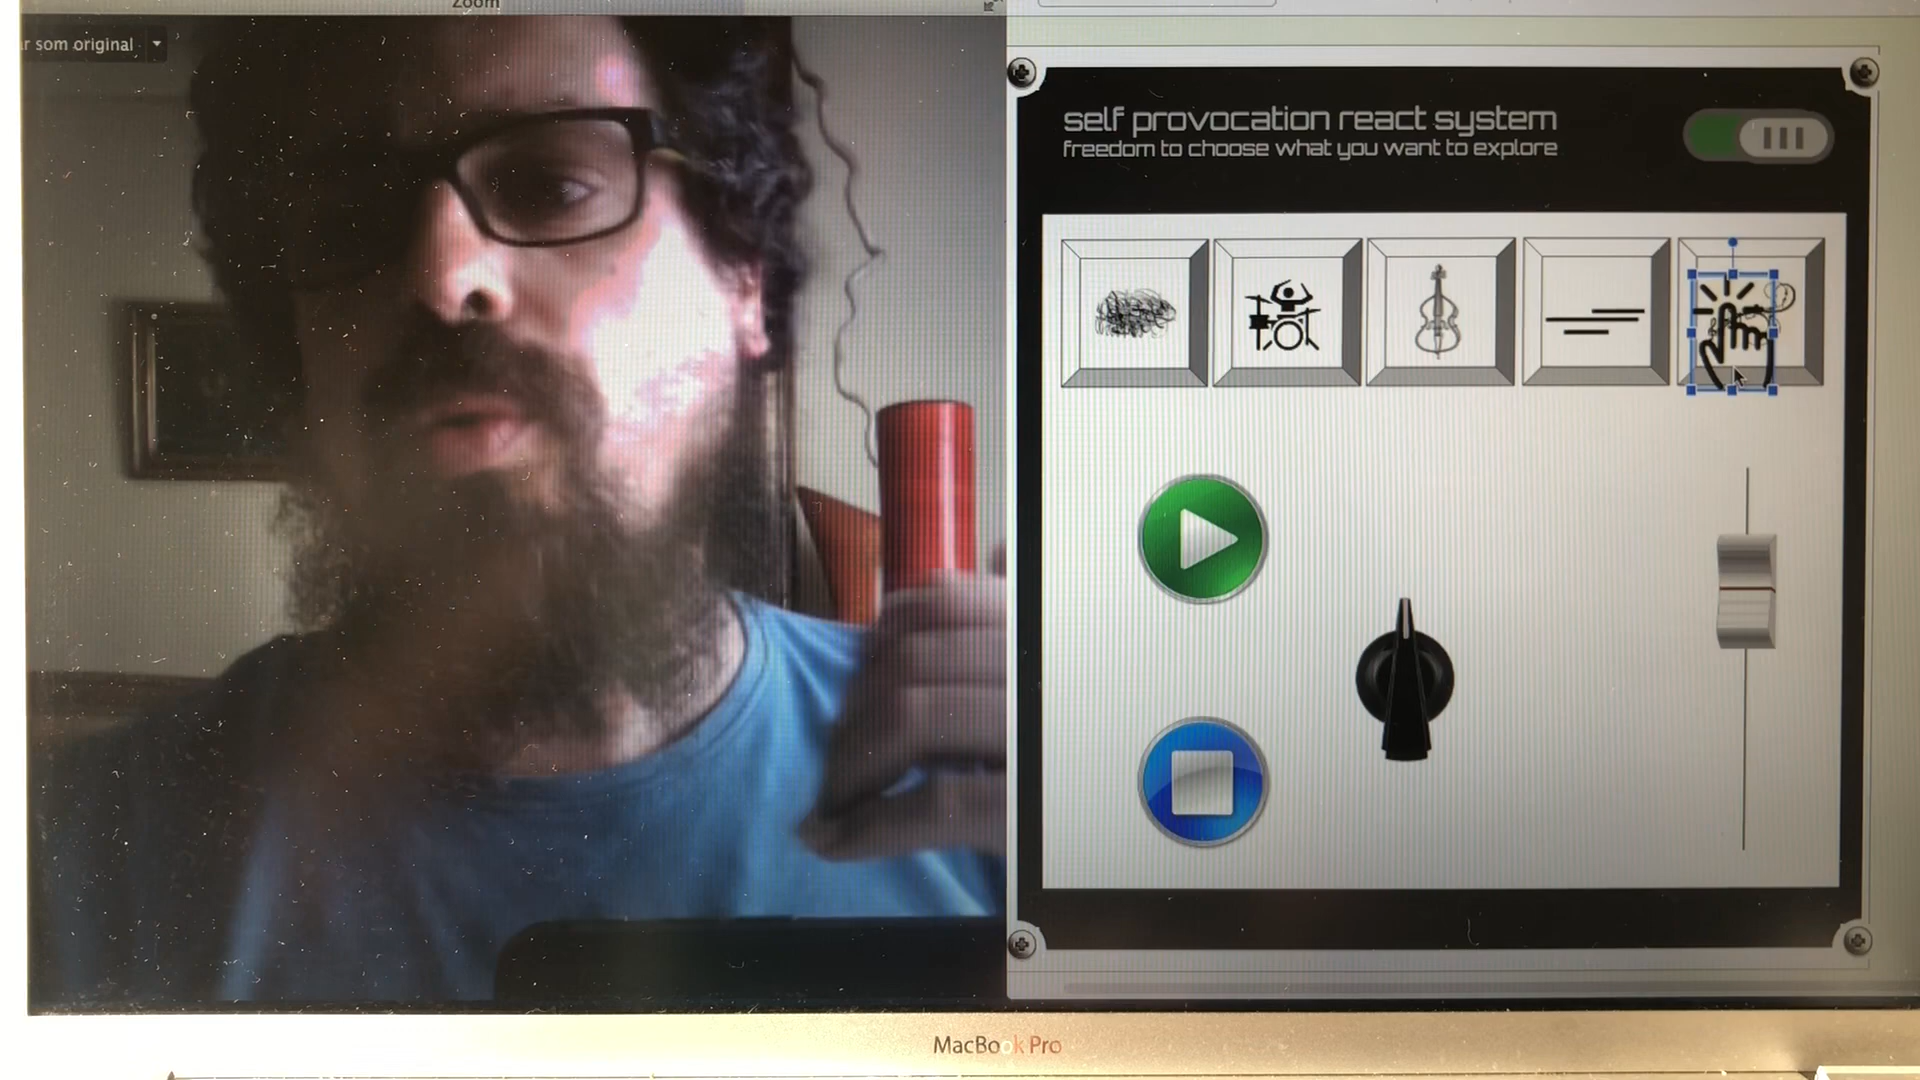 Zoom
r som original
self provocation react system
freedom to choose what you want to explore
MacBook Pro